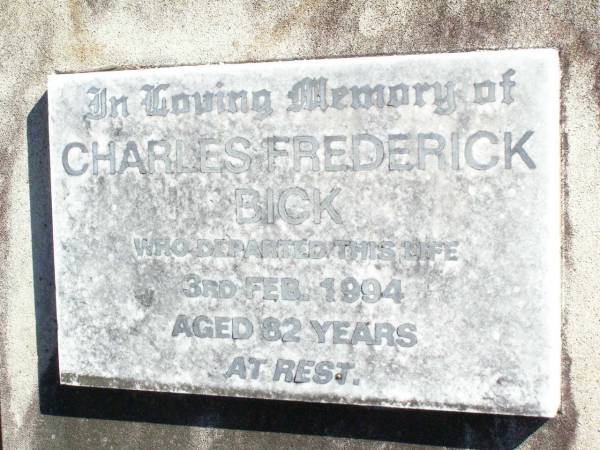 In Loving Memory of
CHARLES FREDERICK
BICK
WHO DEPARTED THIS LIFE
3RD FEB. 1994
AGED 82 YEARS
AT REST.